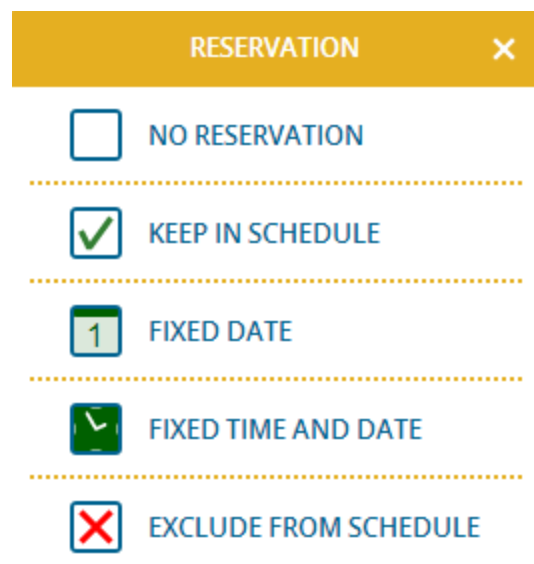 RESERVATION ×
NO RESERVATION
KEEP IN SCHEDULE
1 FIXED DATE
FIXED TIME AND DATE
EXCLUDE FROM SCHEDULE